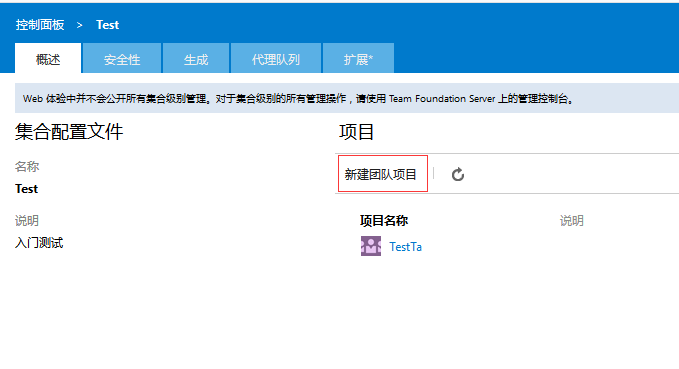 控制面板 > Test
概述 安全性 生成 代理队列 扩展*
Web 体验中并不会公开所有集合级别管理。对于集合级别的所有管理操作，请使用 Team Foundation Server 上的管理控制台。
集合配置文件
名称
Test
说明
入门测试
项目
新建团队项目
项目名称 说明
TestTa